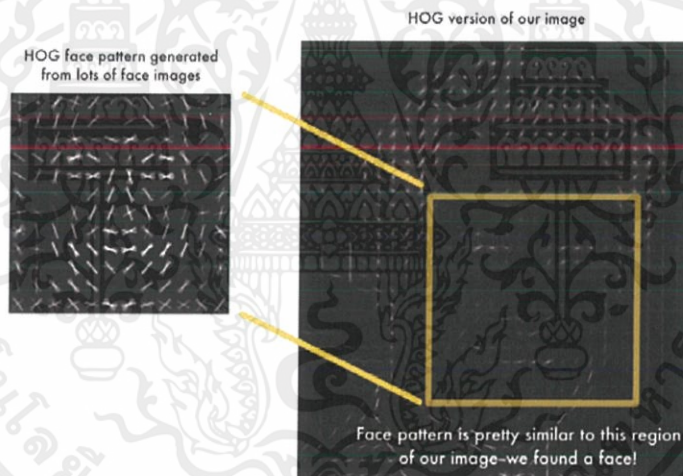 HOG version of our image
HOG face pattern generated
from lots of face images
Face pattern is pretty similar to this region
of our image–we found a face!